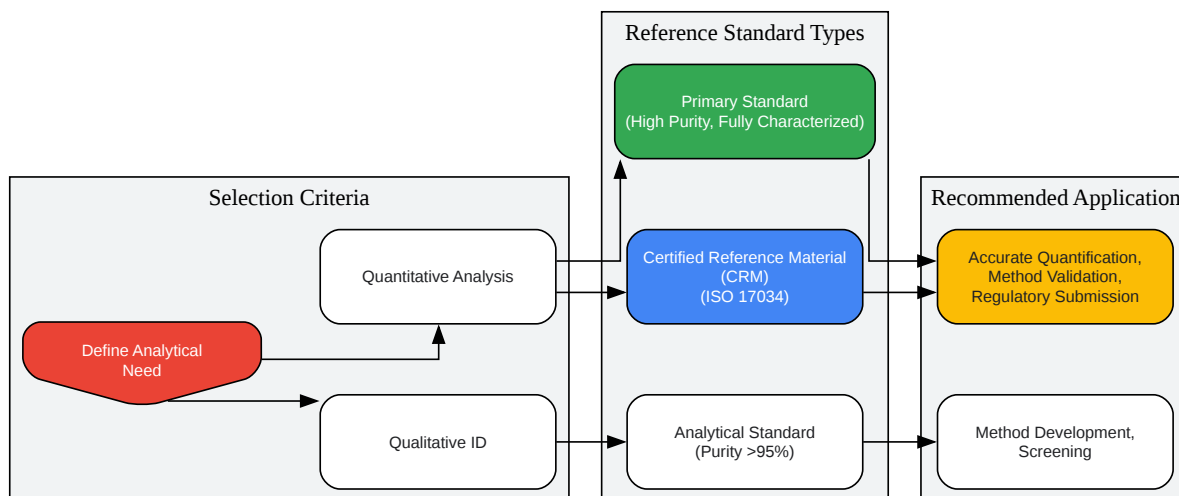 Reference Standard Types
Primary Standard
(High Purity, Fully Characterized)
Selection Criteria
Recommended Application
Quantitative Analysis
Certified Reference Material
(CRM)
(ISO 17034)
Accurate Quantification,
Method Validation,
Regulatory Submission
Define Analytical
Need
Qualitative ID
Analytical Standard
(Purity >95%)
Method Development,
Screening